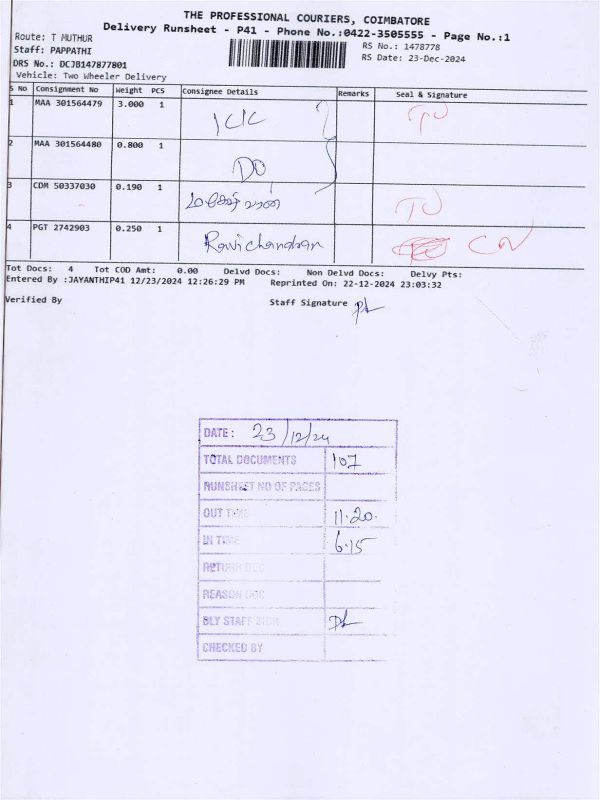 THE PROFESSIONAL COURIERS, COIMBATORE
Delivery Runsheet - P41 - Phone No.:0422-3505555 - Page No.:1
Route: T MUTHUR
RS No.: 1478778
Staff: PAPPATHI
RS Date: 23-Dec-2024
DRS No.: DCJB147877801
Vehicle: Two Wheeler Delivery
S No Consignment No Weight PCS Consignee Details Remarks Seal & Signature
1 MAA 301564479 3.000 1
2 MAA 301564480 0.800 1 DO
3 CDM 50337030 0.190 1
4 PGT 2742903 0.250 1 Ravichandran
Tot Docs: 4 Tot COD Amt: 0.00 Delvd Docs: Non Delvd Docs: Delvy Pts:
Entered By :JAYANTHIP41 12/23/2024 12:26:29 PM Reprinted On: 22-12-2024 23:03:32
Verified By Staff Signature
DATE: 23/12/24
TOTAL DOCUMENTS 107
RUNSHEET NO OF PAGES
OUT TIME 11.20.
IN TIME 6.15
RETURN DOC
REASON DOC
DLY STAFF SIGN
CHECKED BY